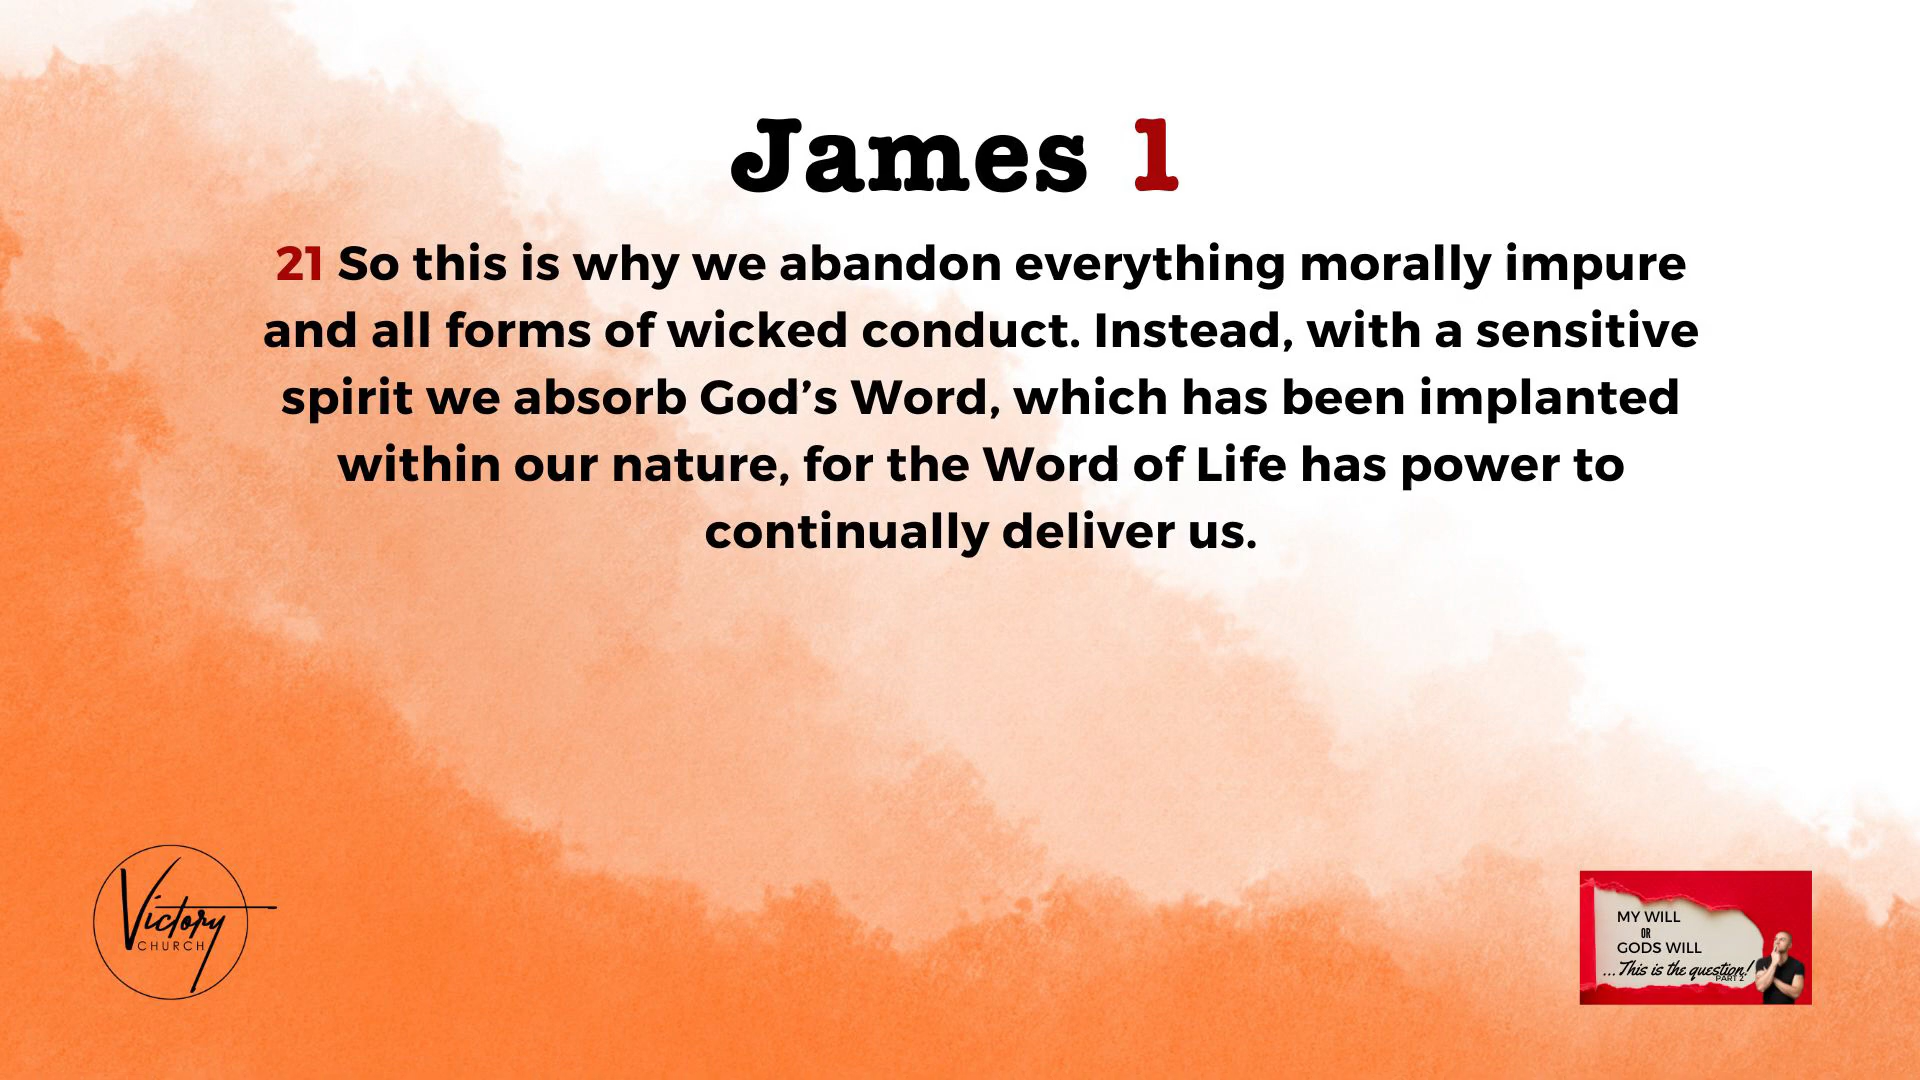 James 1
21 So this is why we abandon everything morally impure
and all forms of wicked conduct. Instead, with a sensitive
spirit we absorb God’s Word, which has been implanted
within our nature, for the Word of Life has power to
continually deliver us.
Victory
CHURCH
MY WILL
OR
GODS WILL
...This is the question!
PART 2